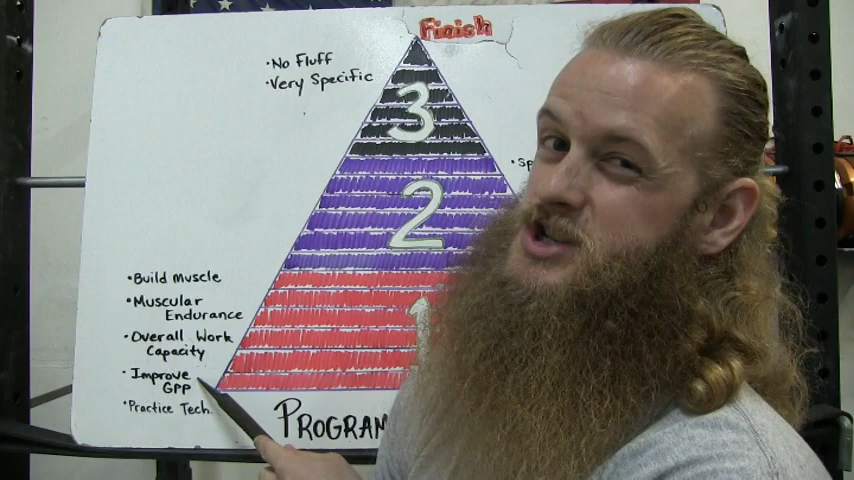 Finish
• No Fluff
• Very Specific
3
• Sp
2
• Build Muscle
• Muscular
Endurance
• Overall Work
Capacity
1
• Improve
GPP
• Practice Tech.
PROGRAM